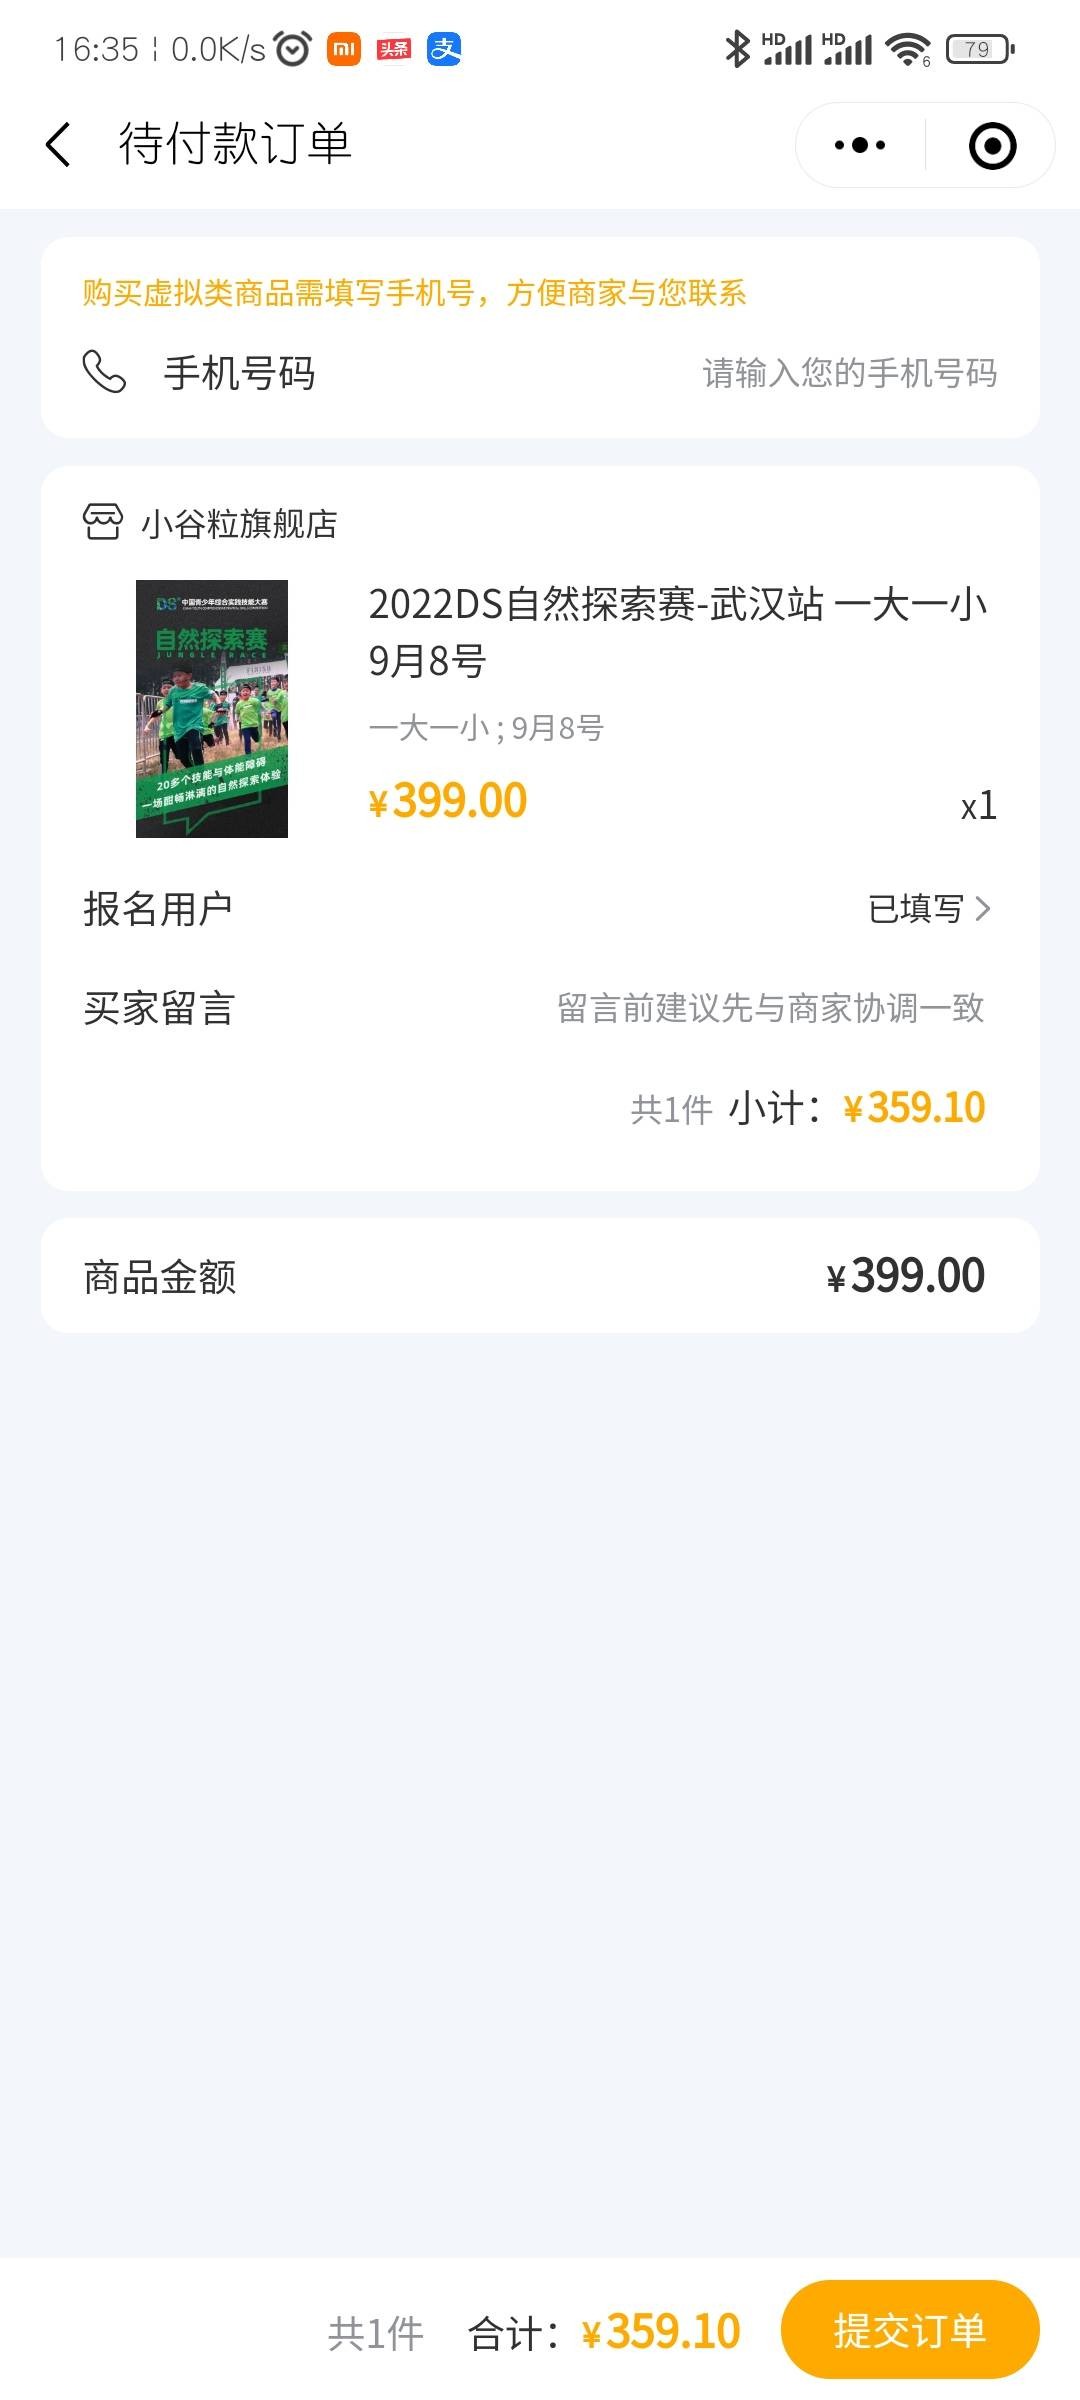 16:35 ¦ 0.0K/s mi 头条 支 HD HD 6 79
待付款订单
购买虚拟类商品需填写手机号，方便商家与您联系
手机号码 请输入您的手机号码
小谷粒旗舰店
DS 中国青少年综合实践技能大赛
自然探索赛
JUNGLE RACE
FINISH
20多个技能与体能障碍
一场酣畅淋漓的自然探索体验
2022DS自然探索赛-武汉站 一大一小
9月8号
一大一小 ; 9月8号
¥399.00 x1
报名用户 已填写
买家留言 留言前建议先与商家协调一致
共1件 小计：¥359.10
商品金额 ¥399.00
共1件 合计：¥359.10 提交订单